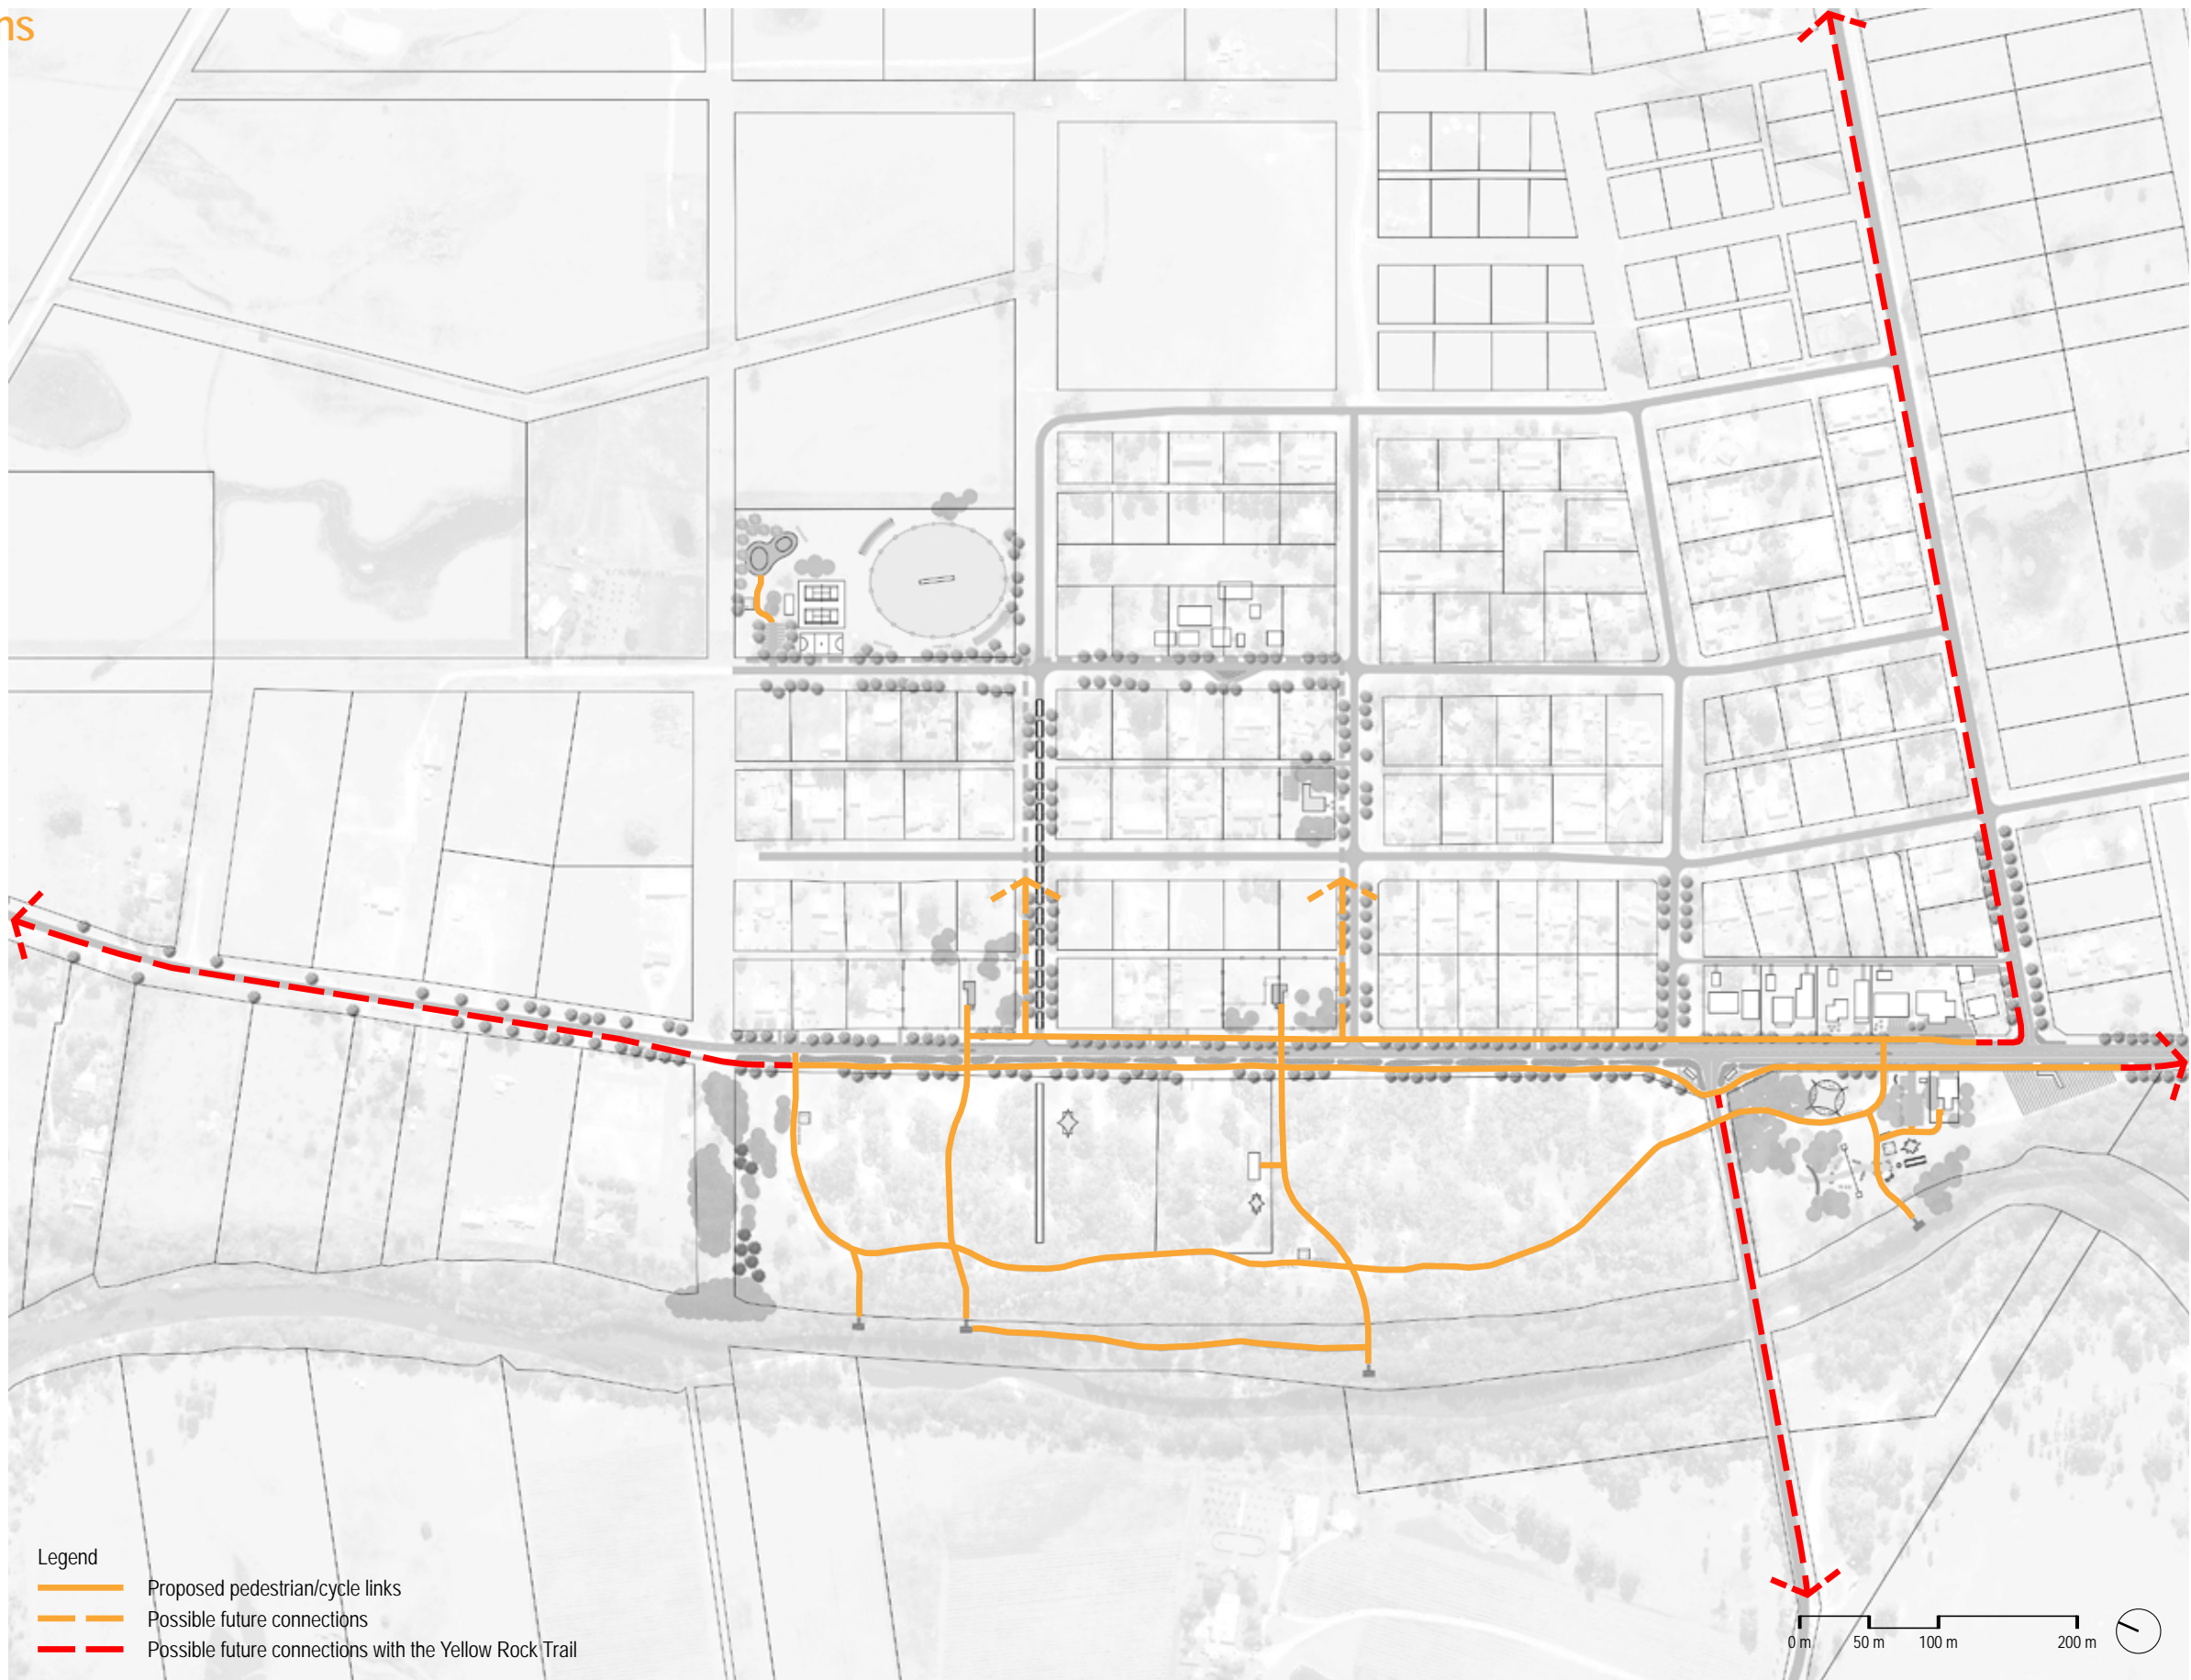 ns
Legend
Proposed pedestrian/cycle links
Possible future connections
Possible future connections with the Yellow Rock Trail
0 m 50 m 100 m 200 m